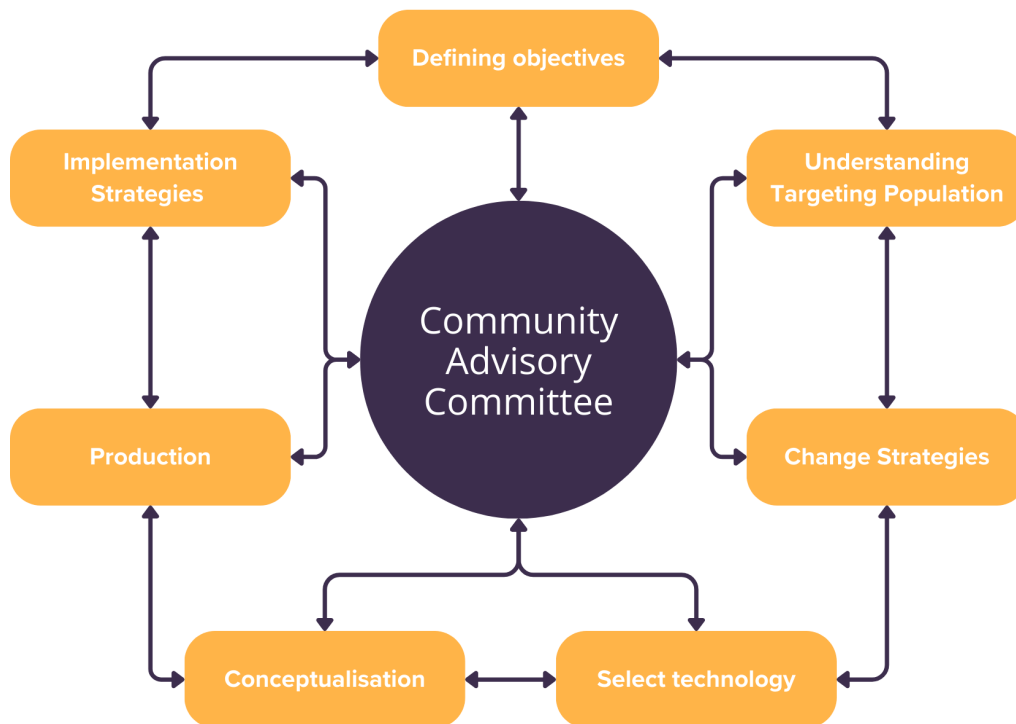 Defining objectives
Implementation
Strategies
Understanding
Targeting Population
Community
Advisory
Committee
Production
Change Strategies
Conceptualisation
Select technology